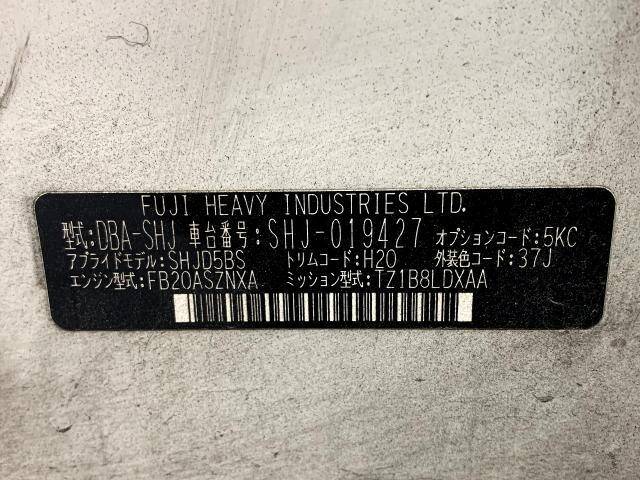 FUJI HEAVY INDUSTRIES LTD.
型式:DBA-SHJ 車台番号:SHJ-019427 オプションコード:5KC
アプライドモデル:SHJD5BS トリムコード:H20 外装色コード:37J
エンジン型式:FB20ASZNXA ミッション型式:TZ1B8LDXAA